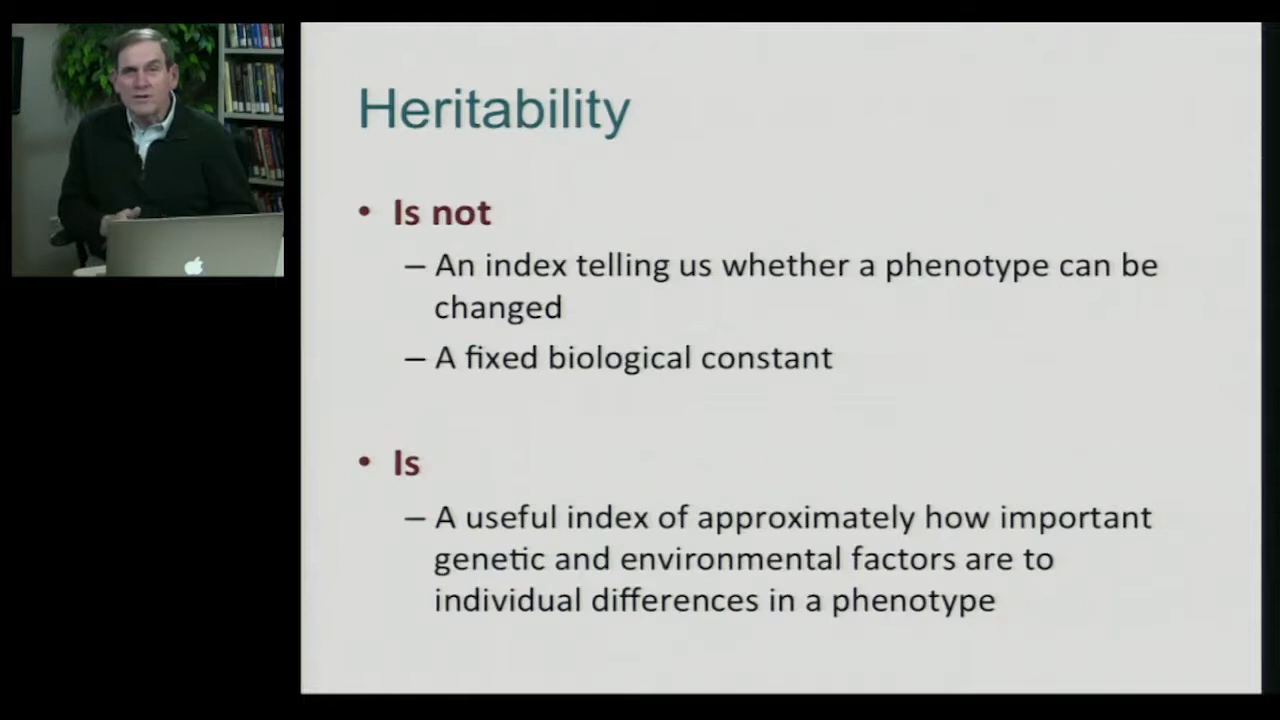 Heritability
• Is not
– An index telling us whether a phenotype can be
changed
– A fixed biological constant
• Is
– A useful index of approximately how important
genetic and environmental factors are to
individual differences in a phenotype